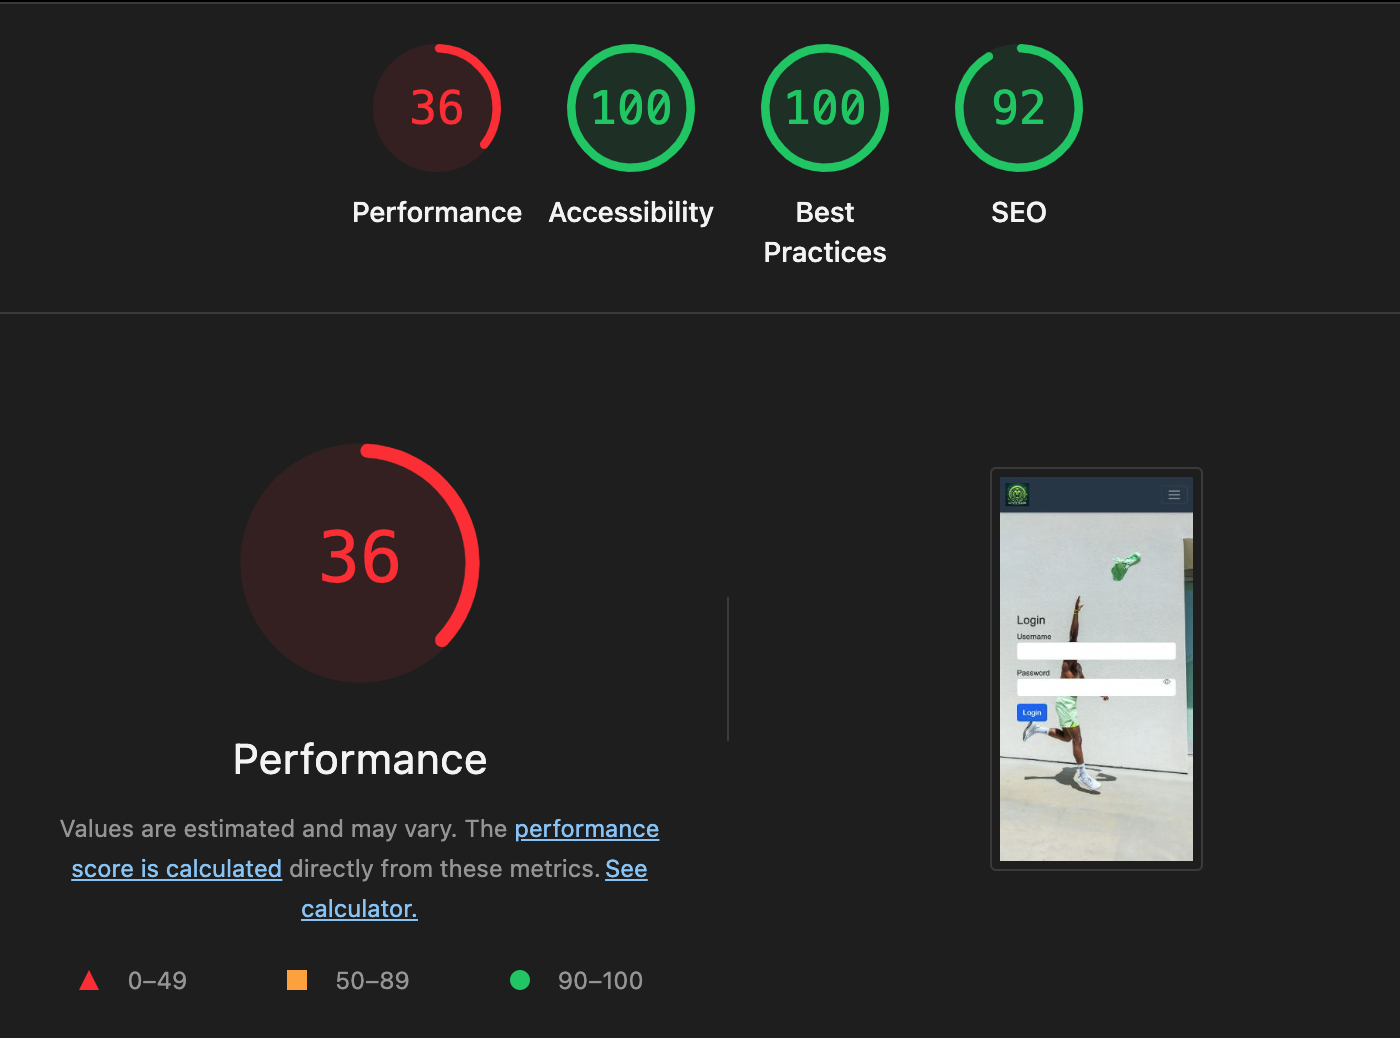 36
100
100
92
Performance
Accessibility
Best
Practices
SEO
36
Performance
Values are estimated and may vary. The performance
score is calculated directly from these metrics. See
calculator.
0–49
50–89
90–100
Login
Username
Password
Login